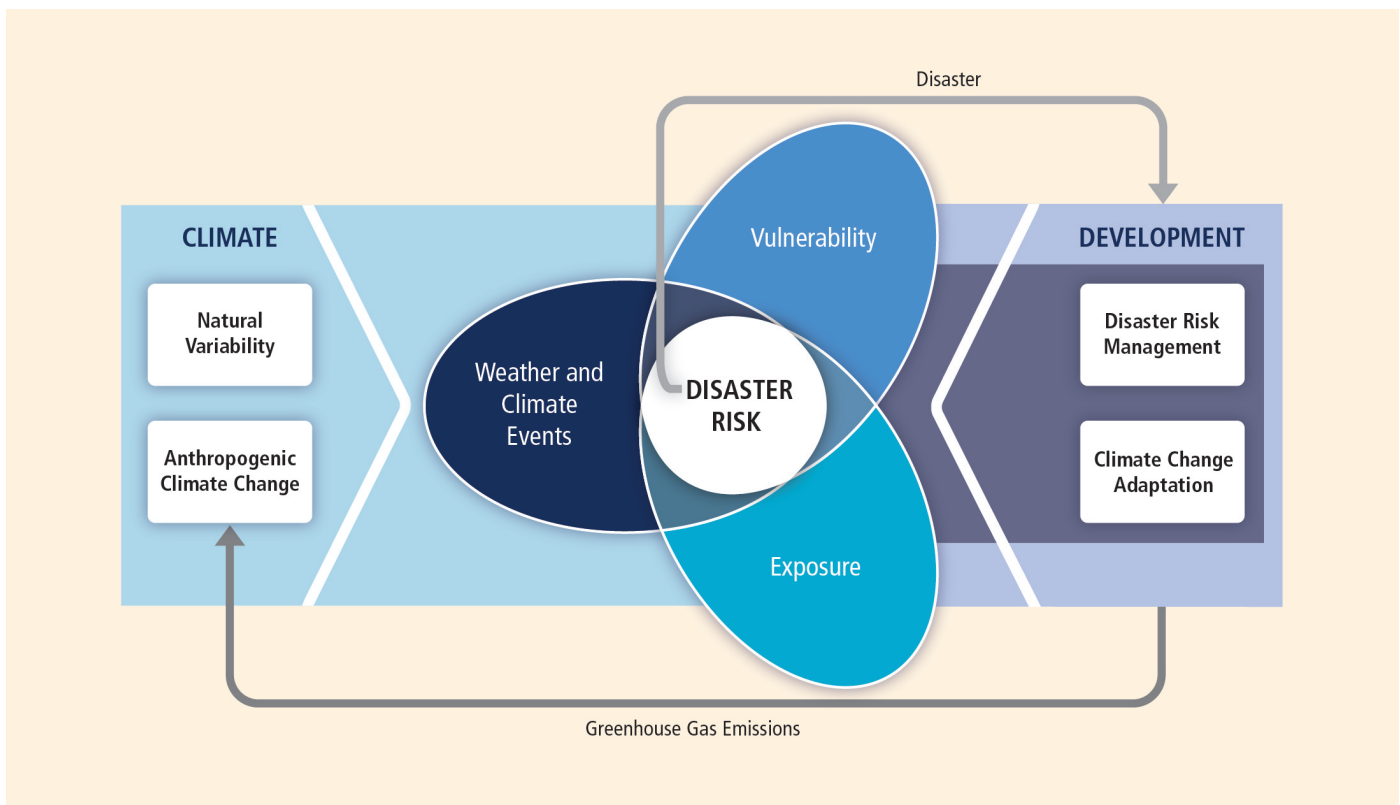 Disaster
CLIMATE
Natural
Variability
Anthropogenic
Climate Change
Vulnerability
Weather and
Climate
Events
DISASTER
RISK
Exposure
DEVELOPMENT
Disaster Risk
Management
Climate Change
Adaptation
Greenhouse Gas Emissions